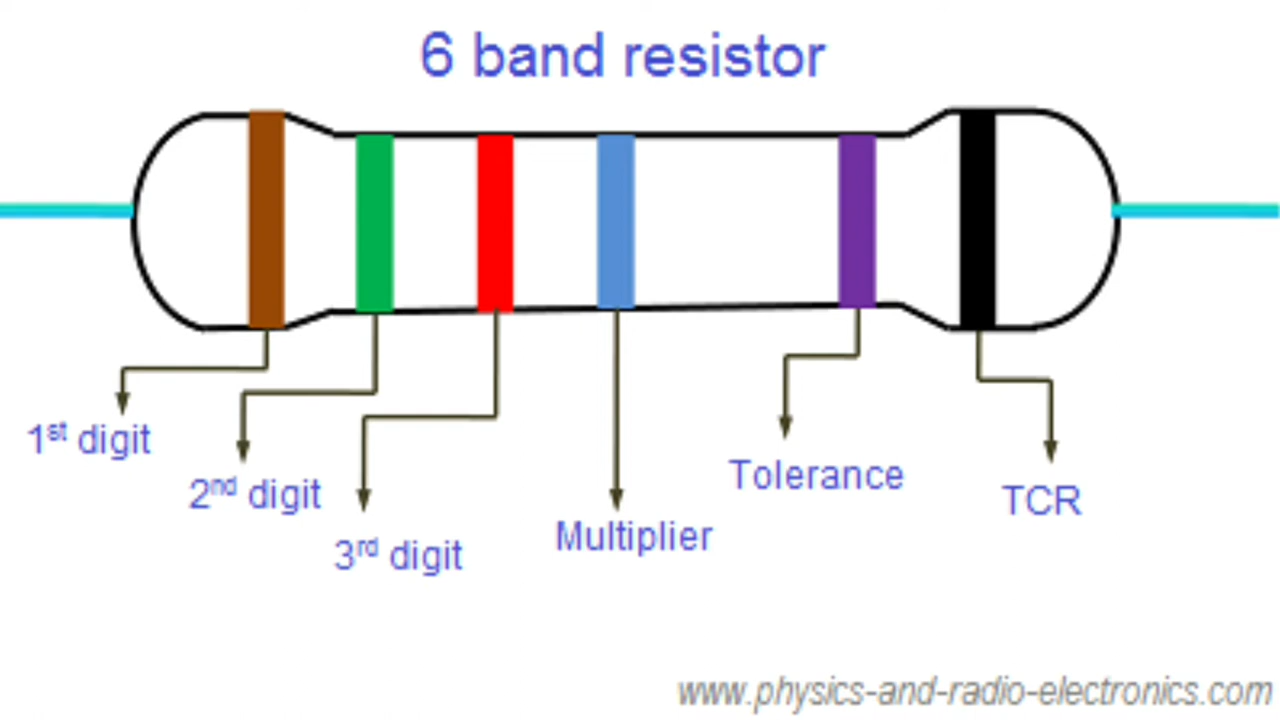 6 band resistor
1st digit
2nd digit
3rd digit
Multiplier
Tolerance
TCR
www.physics-and-radio-electronics.com